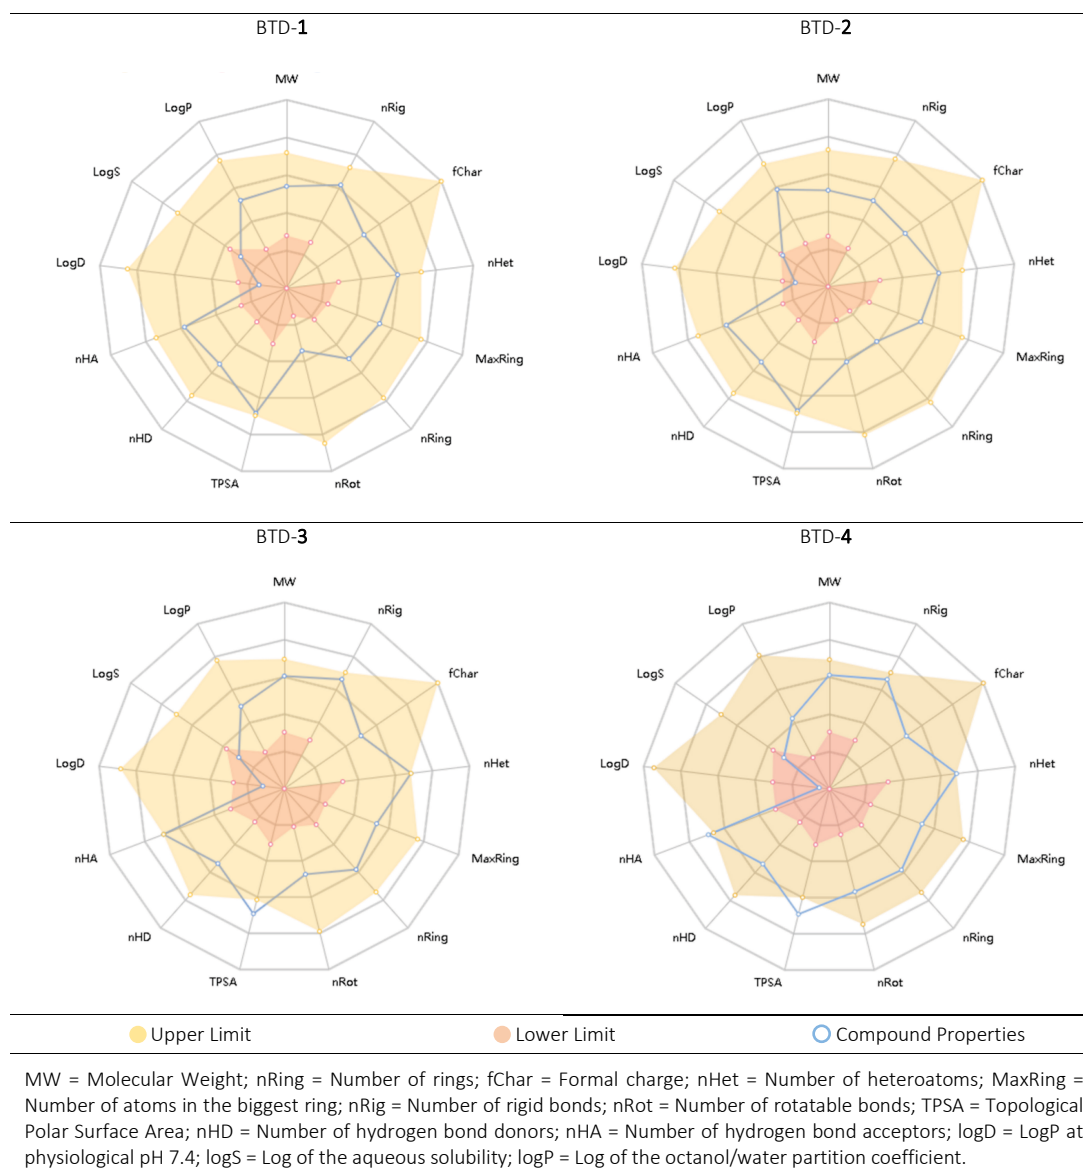 BTD-1
BTD-2
MW
nRig
fChar
nHet
MaxRing
nRing
nRot
TPSA
nHD
nHA
LogD
LogS
LogP
MW
nRig
fChar
nHet
MaxRing
nRing
nRot
TPSA
nHD
nHA
LogD
LogS
LogP
BTD-3
BTD-4
MW
nRig
fChar
nHet
MaxRing
nRing
nRot
TPSA
nHD
nHA
LogD
LogS
LogP
MW
nRig
fChar
nHet
MaxRing
nRing
nRot
TPSA
nHD
nHA
LogD
LogS
LogP
Upper Limit
Lower Limit
Compound Properties
MW = Molecular Weight; nRing = Number of rings; fChar = Formal charge; nHet = Number of heteroatoms; MaxRing =
Number of atoms in the biggest ring; nRig = Number of rigid bonds; nRot = Number of rotatable bonds; TPSA = Topological
Polar Surface Area; nHD = Number of hydrogen bond donors; nHA = Number of hydrogen bond acceptors; logD = LogP at
physiological pH 7.4; logS = Log of the aqueous solubility; logP = Log of the octanol/water partition coefficient.